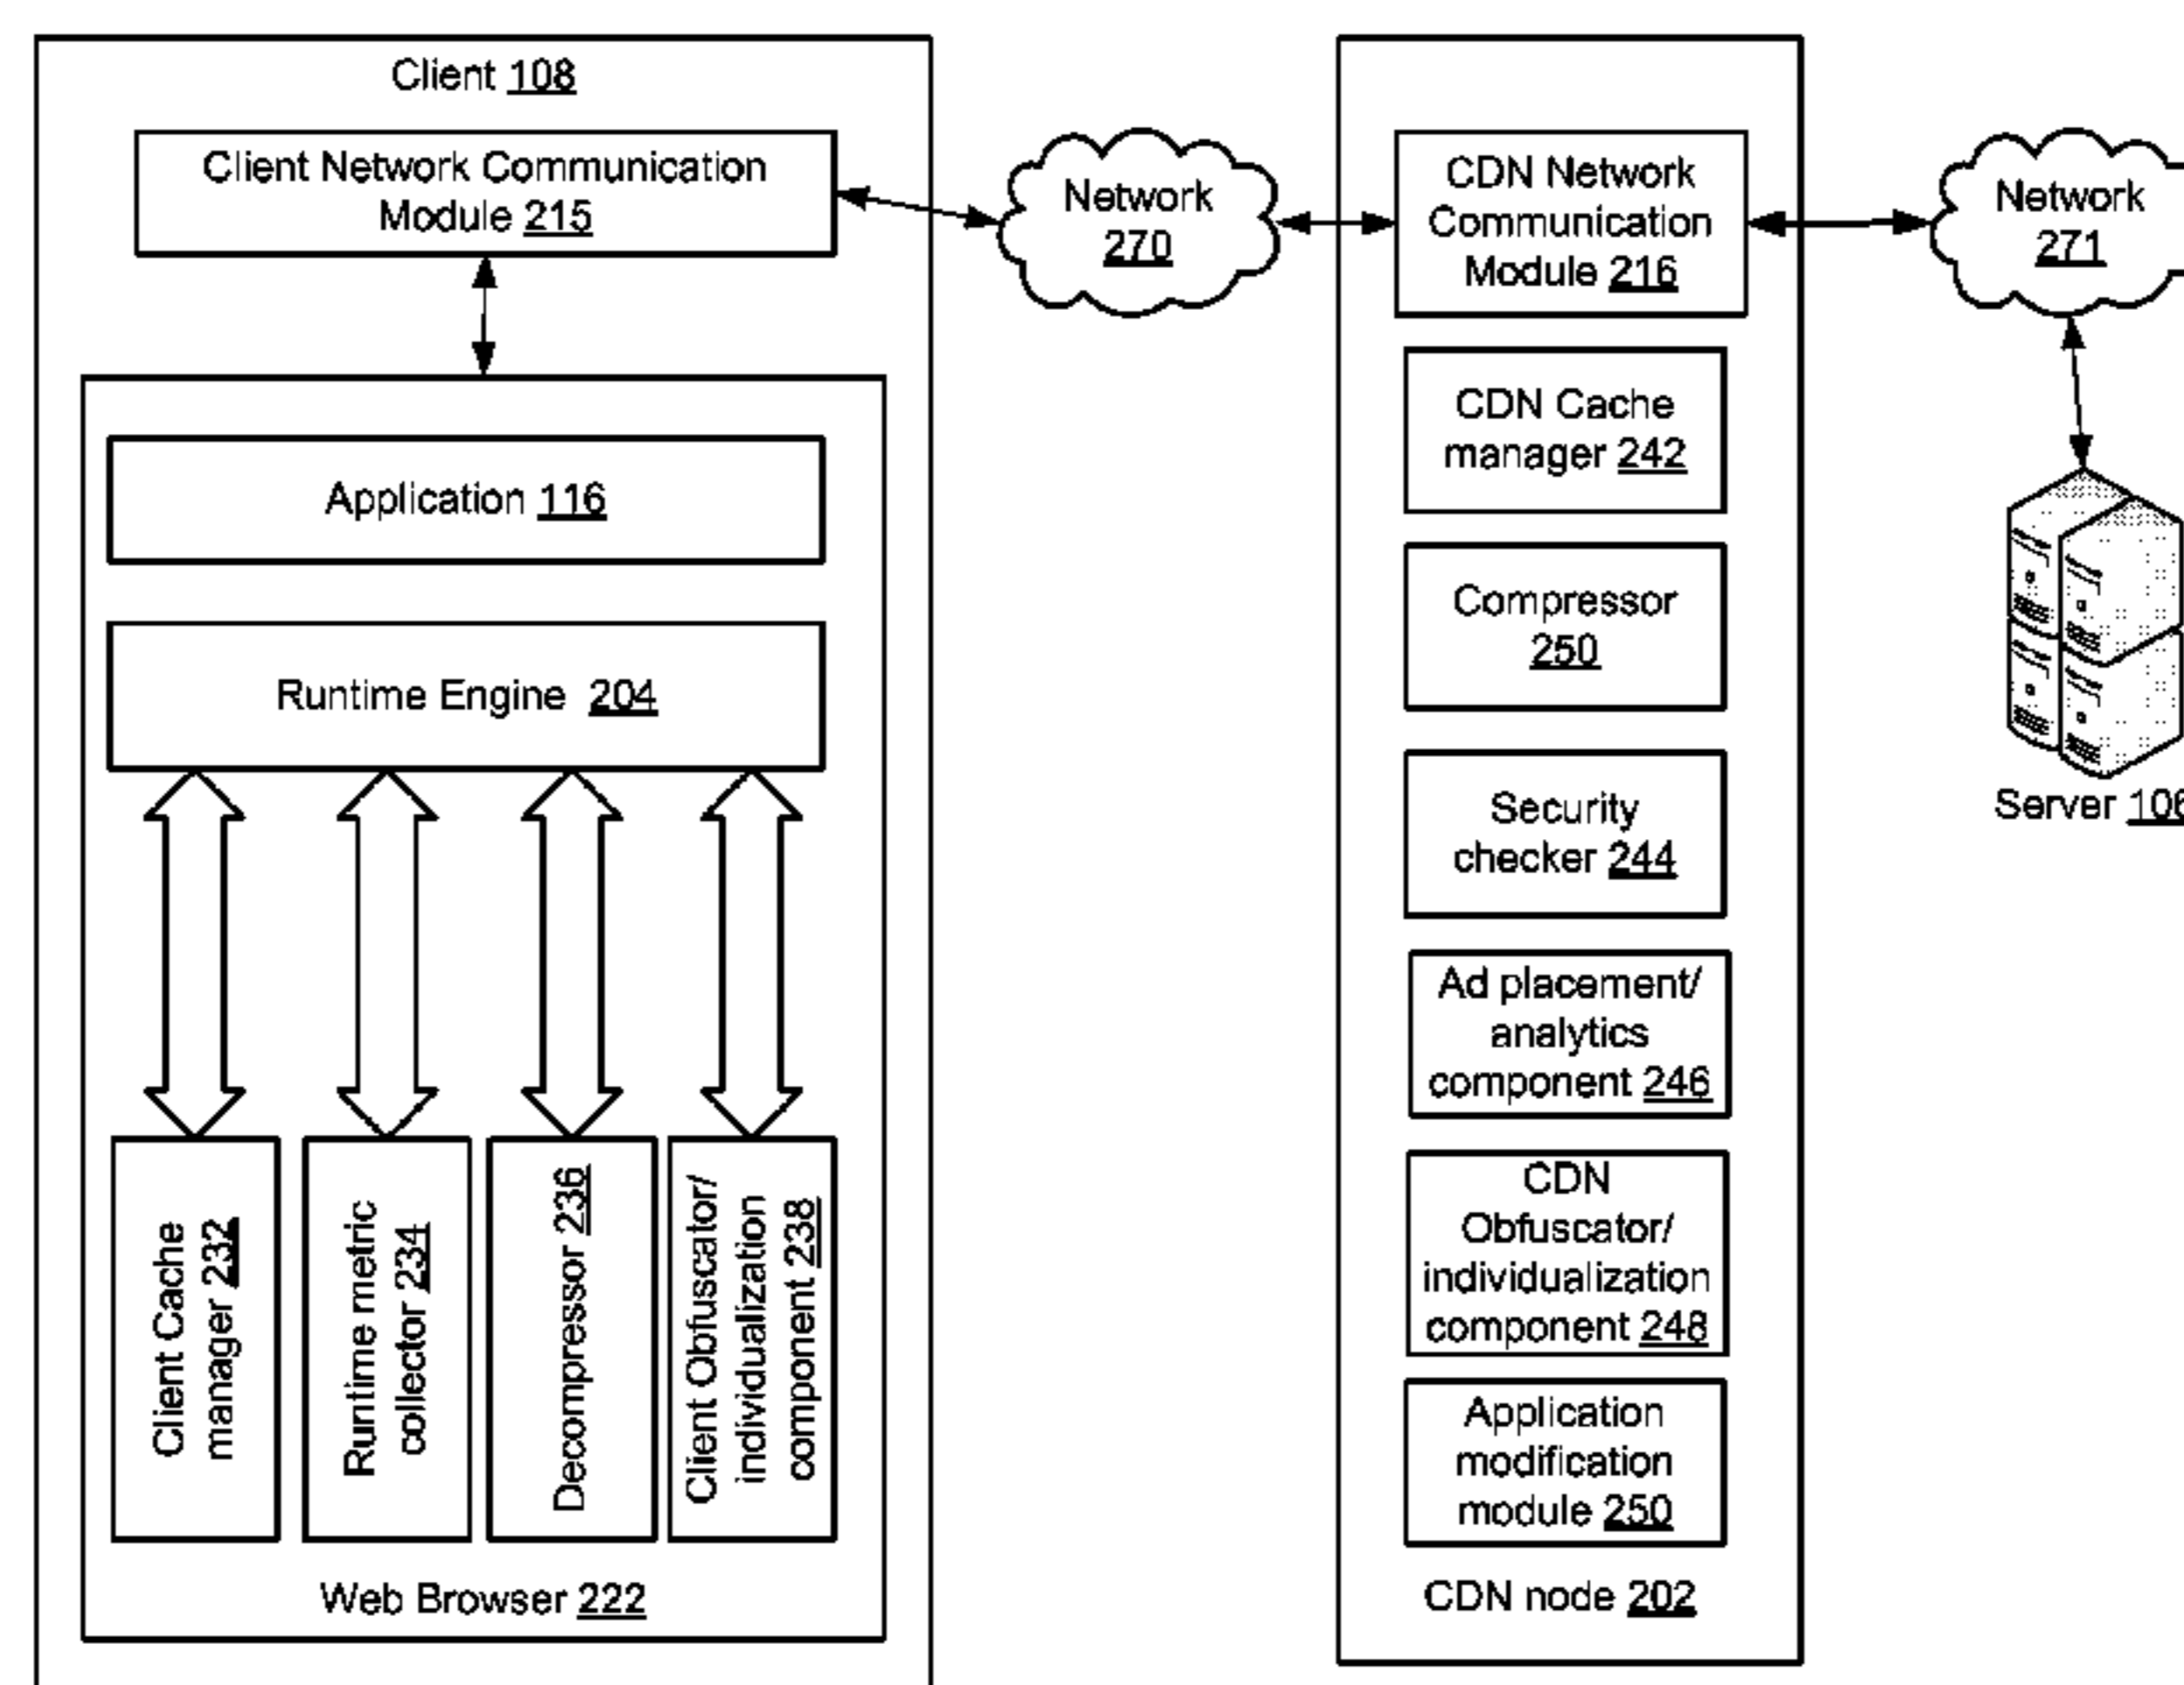 Client 108
Client Network Communication
Module 215
Application 116
Runtime Engine 204
Client Cache
manager 232
Runtime metric
collector 234
Decompressor 236
Client Obfuscator/
individualization
component 238
Web Browser 222
Network
270
CDN Network
Communication
Module 216
CDN Cache
manager 242
Compressor
250
Security
checker 244
Ad placement/
analytics
component 246
CDN
Obfuscator/
individualization
component 248
Application
modification
module 250
CDN node 202
Network
271
Server 106